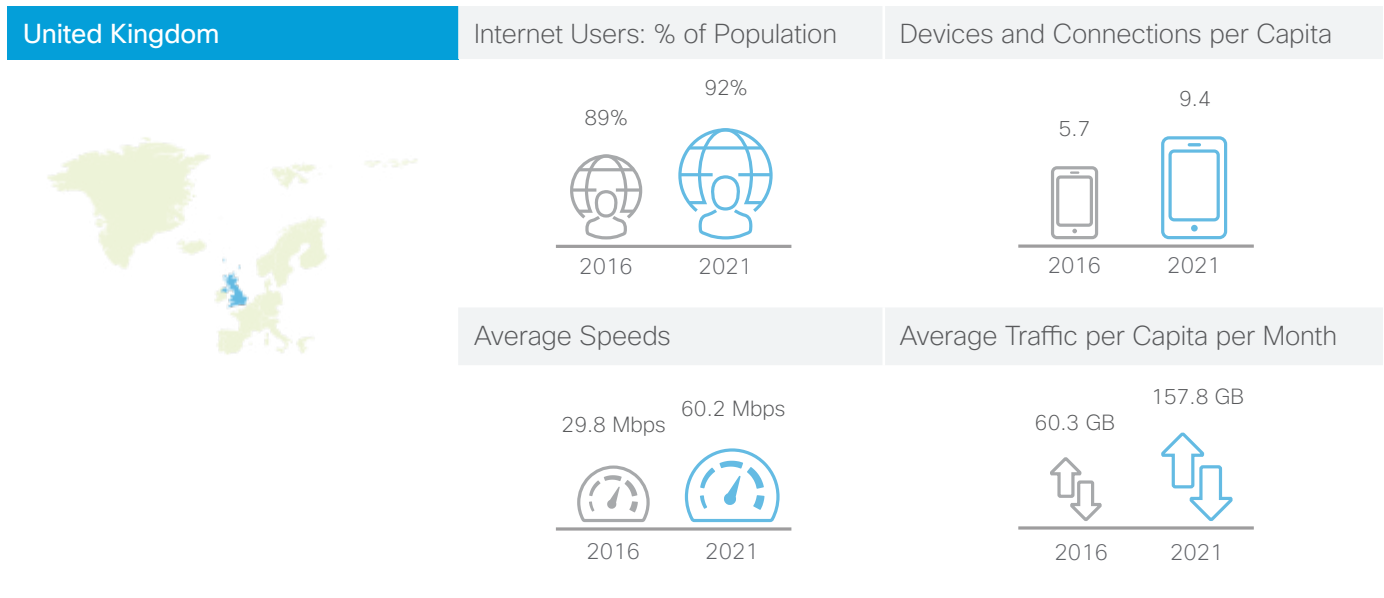 United Kingdom
Internet Users: % of Population
Devices and Connections per Capita
89%
92%
2016
2021
5.7
9.4
2016
2021
Average Speeds
Average Traffic per Capita per Month
29.8 Mbps
60.2 Mbps
2016
2021
60.3 GB
157.8 GB
2016
2021